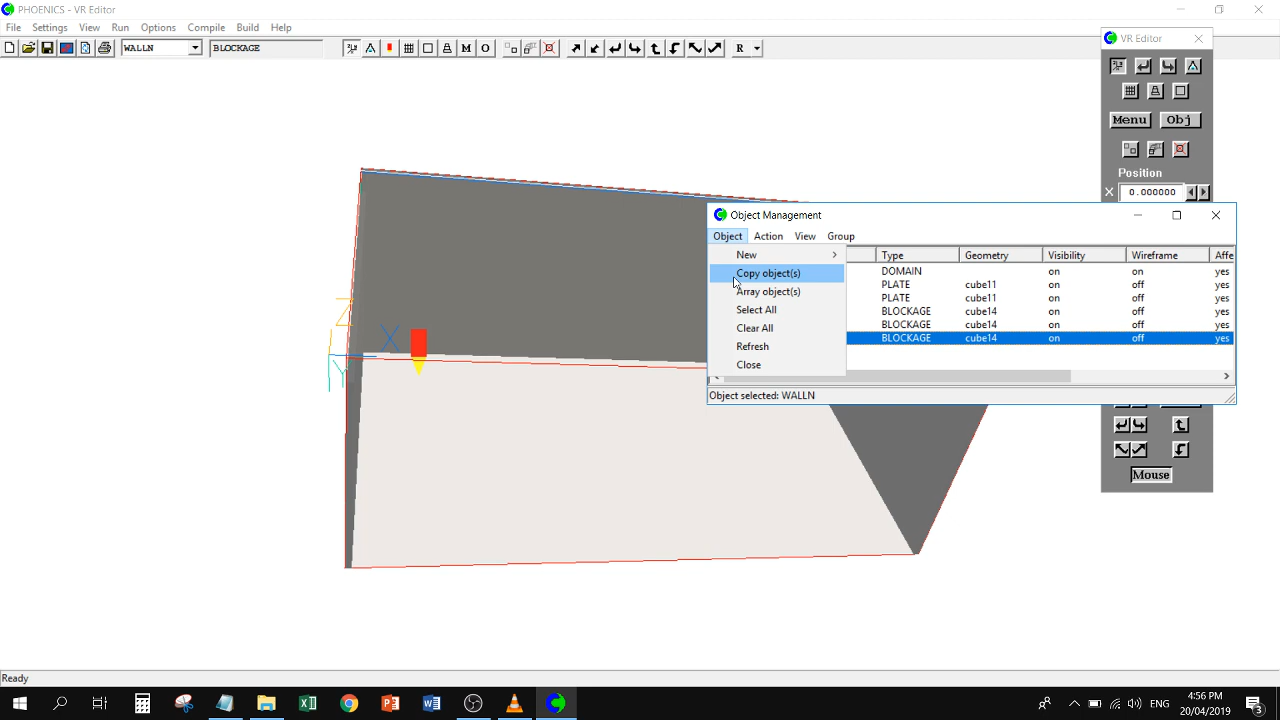 PHOENICS - VR Editor
File Settings View Run Options Compile Build Help
WALLN BLOCKAGE M O R
VR Editor
Menu Obj
Position
X 0.000000
Object Management
Object Action View Group
Type Geometry Visibility Wireframe Affe
DOMAIN on on yes
PLATE cube11 on off yes
PLATE cube11 on off yes
BLOCKAGE cube14 on off yes
BLOCKAGE cube14 on off yes
BLOCKAGE cube14 on off yes
New
Copy object(s)
Array object(s)
Select All
Clear All
Refresh
Close
Object selected: WALLN
Z
X
Y
Mouse
Ready
4:56 PM
ENG
20/04/2019
3